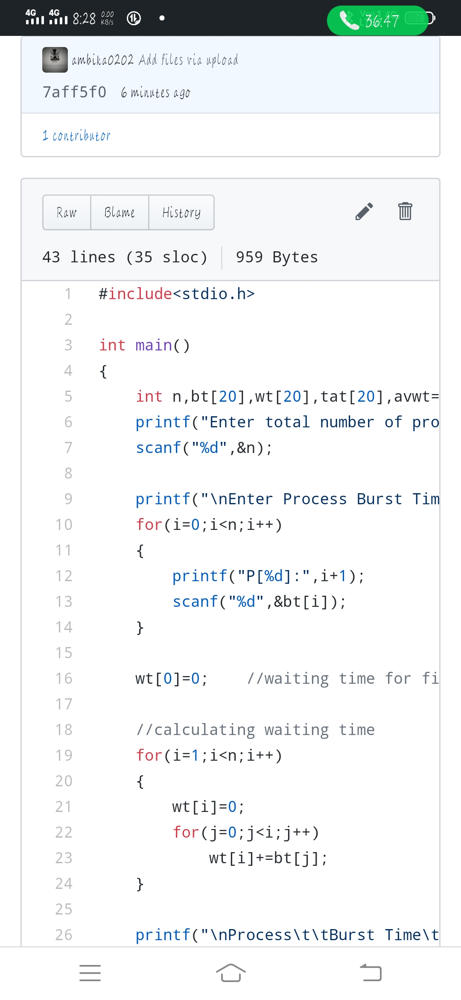 4G 4G 8:28 0.00 KB/s 36:47
ambika0202 Add files via upload
7aff5f0 6 minutes ago
1 contributor
Raw Blame History
43 lines (35 sloc) 959 Bytes
1 #include<stdio.h>
2
3 int main()
4 {
5 int n,bt[20],wt[20],tat[20],avwt=
6 printf("Enter total number of pro
7 scanf("%d",&n);
8
9 printf("\nEnter Process Burst Tim
10 for(i=0;i<n;i++)
11 {
12 printf("P[%d]:",i+1);
13 scanf("%d",&bt[i]);
14 }
15
16 wt[0]=0; //waiting time for fi
17
18 //calculating waiting time
19 for(i=1;i<n;i++)
20 {
21 wt[i]=0;
22 for(j=0;j<i;j++)
23 wt[i]+=bt[j];
24 }
25
26 printf("\nProcess\t\tBurst Time\t